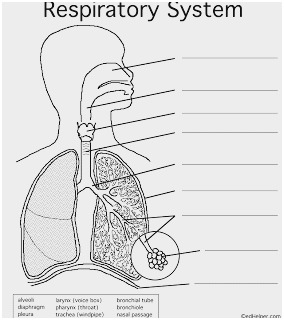 Respiratory System
alveoli larynx (voice box) bronchial tube
diaphragm pharynx (throat) bronchiole
pleura trachea (windpipe) nasal passage
©edHelper.com